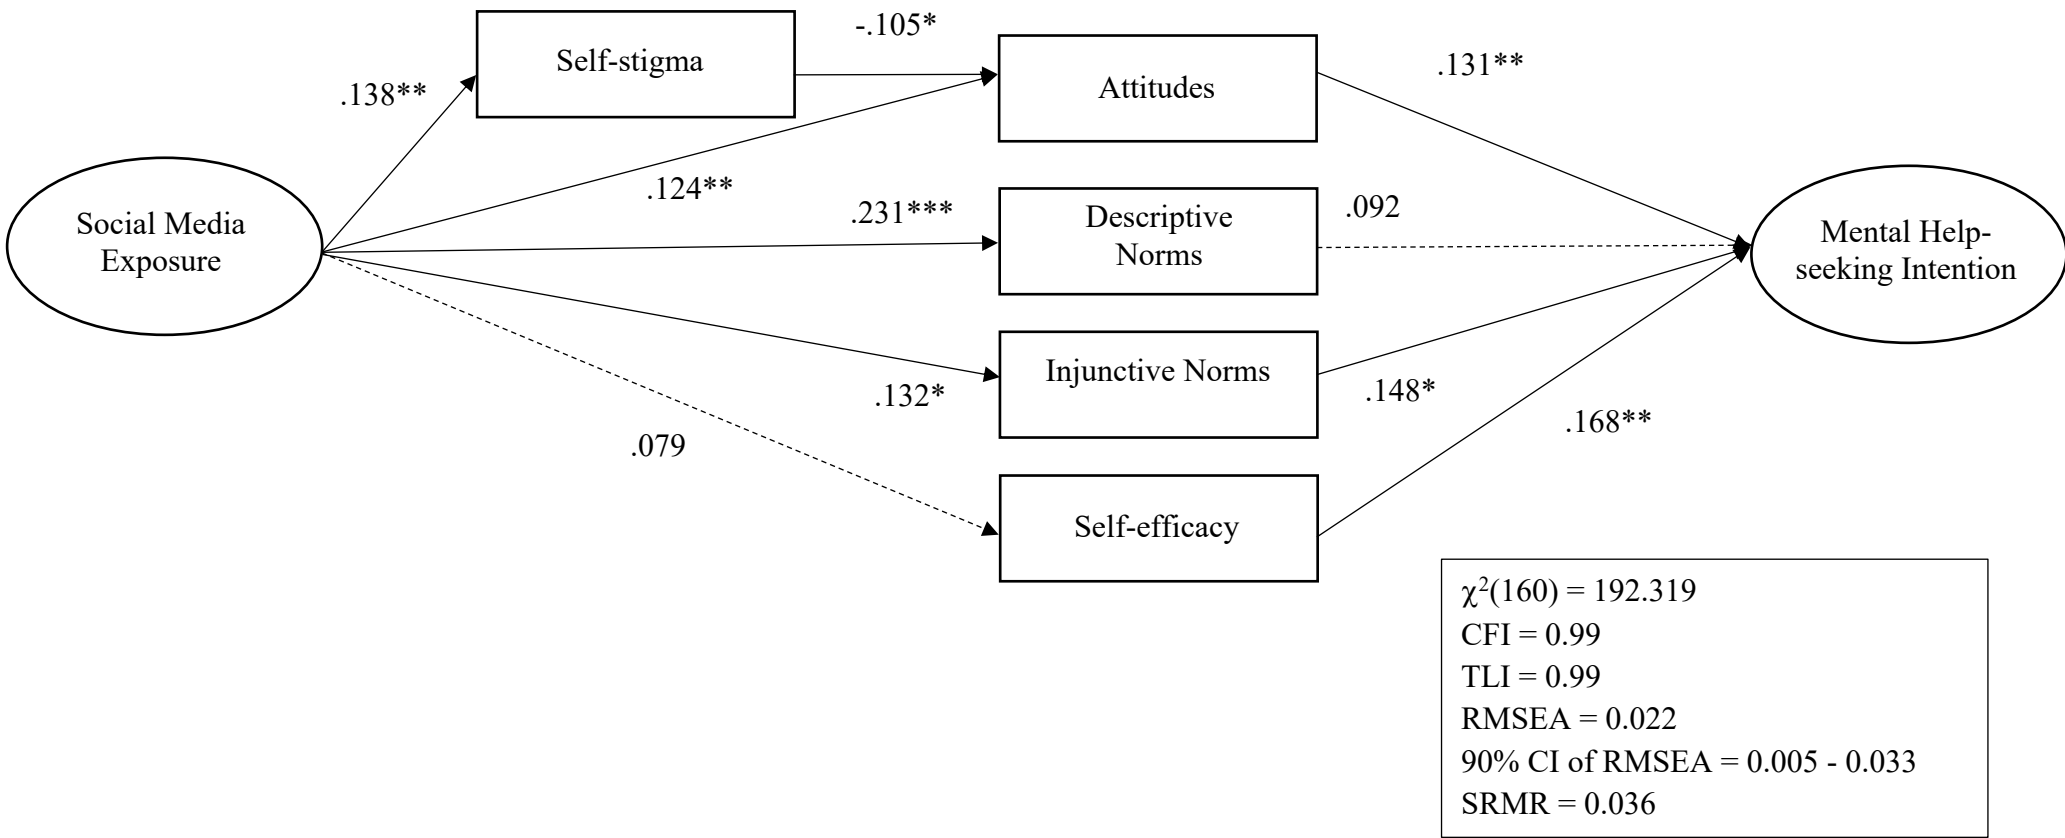 -.105*
Self-stigma
.131**
Attitudes
.138**
.124**
.231***
Descriptive
Norms
.092
Social Media
Exposure
Mental Help-
seeking Intention
Injunctive Norms
.132*
.148*
.168**
.079
Self-efficacy
χ²(160) = 192.319
CFI = 0.99
TLI = 0.99
RMSEA = 0.022
90% CI of RMSEA = 0.005 - 0.033
SRMR = 0.036